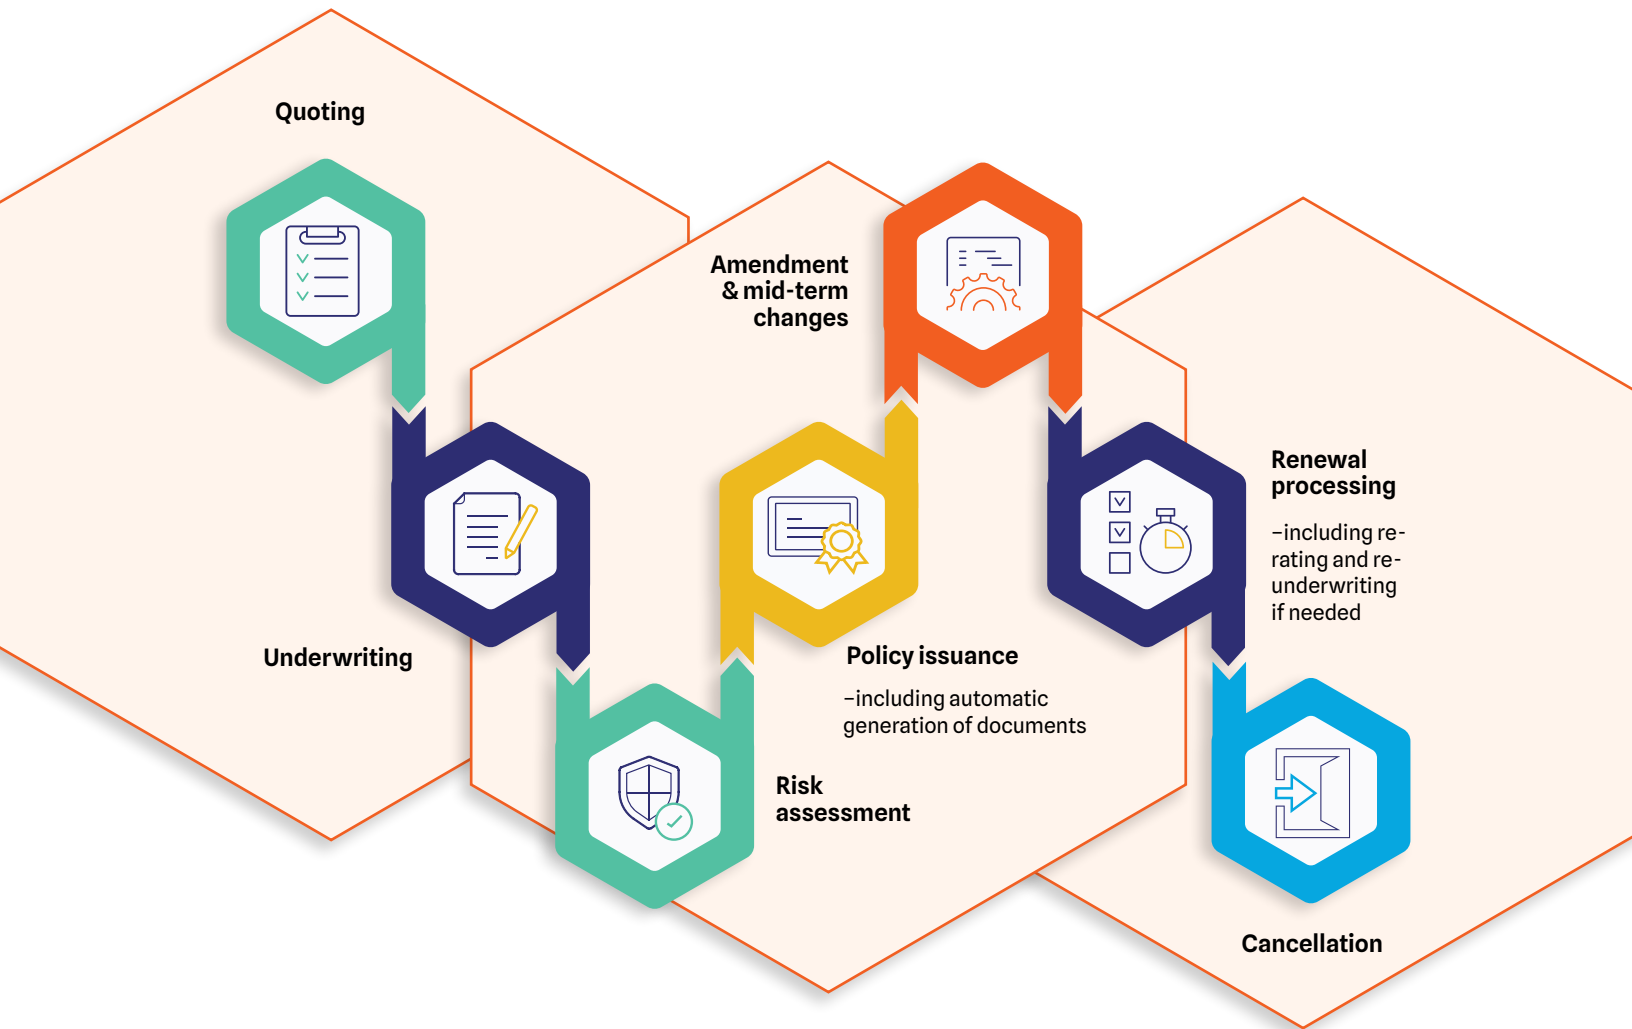 Quoting
Underwriting
Risk
assessment
Policy issuance
–including automatic
generation of documents
Amendment
& mid-term
changes
Renewal
processing
–including re-
rating and re-
underwriting
if needed
Cancellation